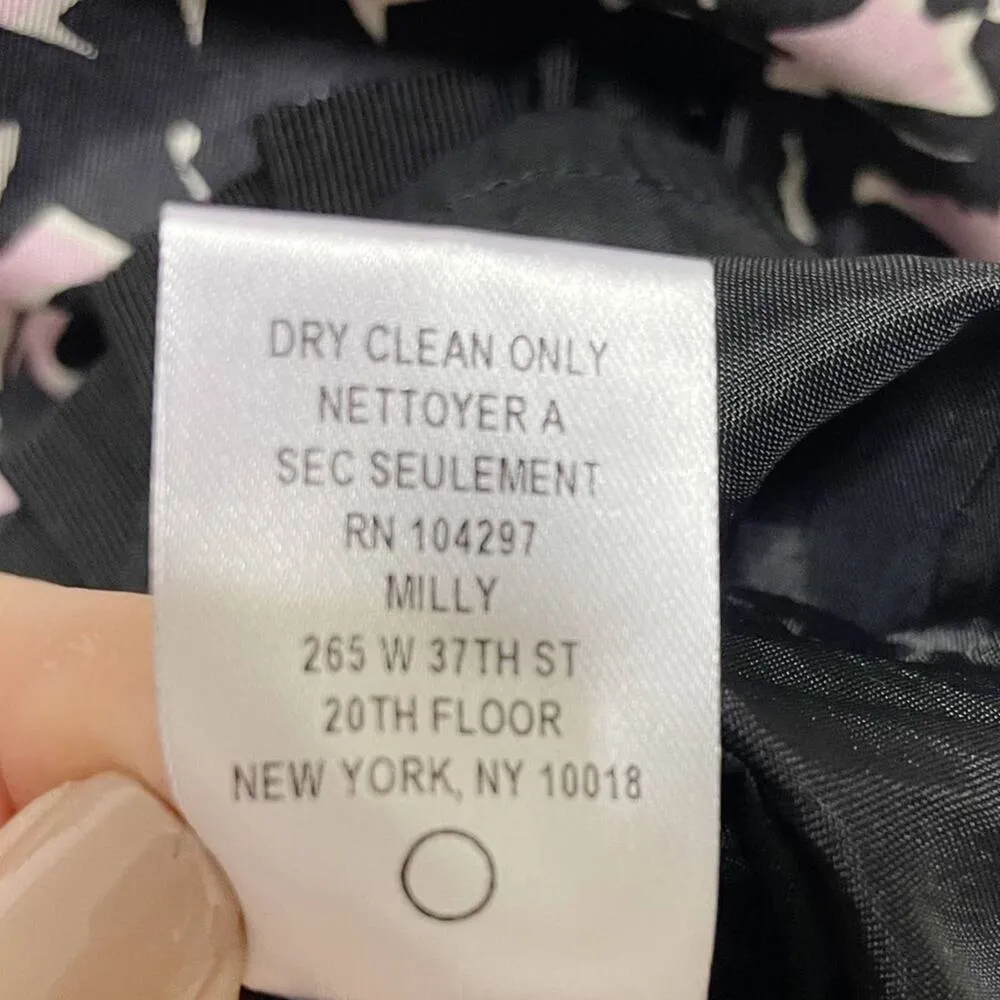 DRY CLEAN ONLY
NETTOYER A
SEC SEULEMENT
RN 104297
MILLY
265 W 37TH ST
20TH FLOOR
NEW YORK, NY 10018